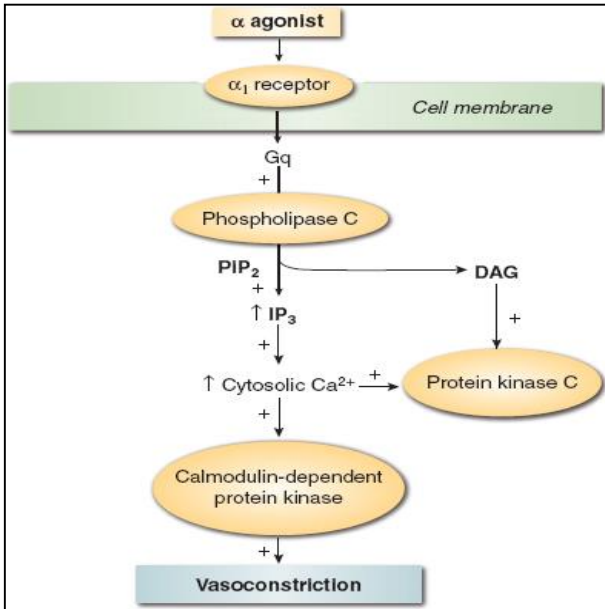 α agonist
α₁ receptor
Cell membrane
Gq
+
Phospholipase C
PIP₂
DAG
+
↑ IP₃
+
+
↑ Cytosolic Ca²⁺
+
Protein kinase C
+
Calmodulin-dependent
protein kinase
+
Vasoconstriction